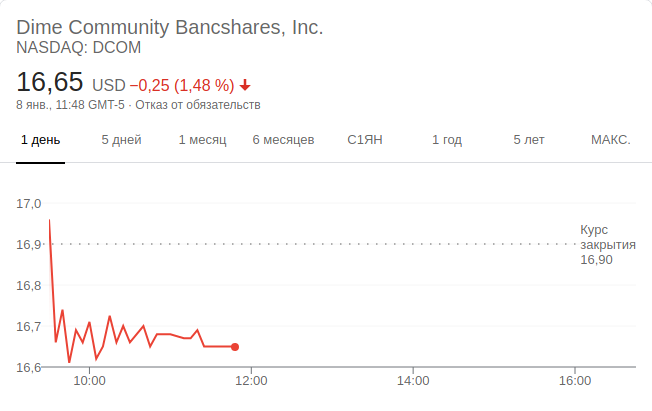 Dime Community Bancshares, Inc.
NASDAQ: DCOM
16,65 USD −0,25 (1,48 %)
8 янв., 11:48 GMT-5 · Отказ от обязательств
1 день 5 дней 1 месяц 6 месяцев С1ЯН 1 год 5 лет МАКС.
17,0
16,9
Курс
закрытия
16,90
16,8
16,7
16,6
10:00 12:00 14:00 16:00